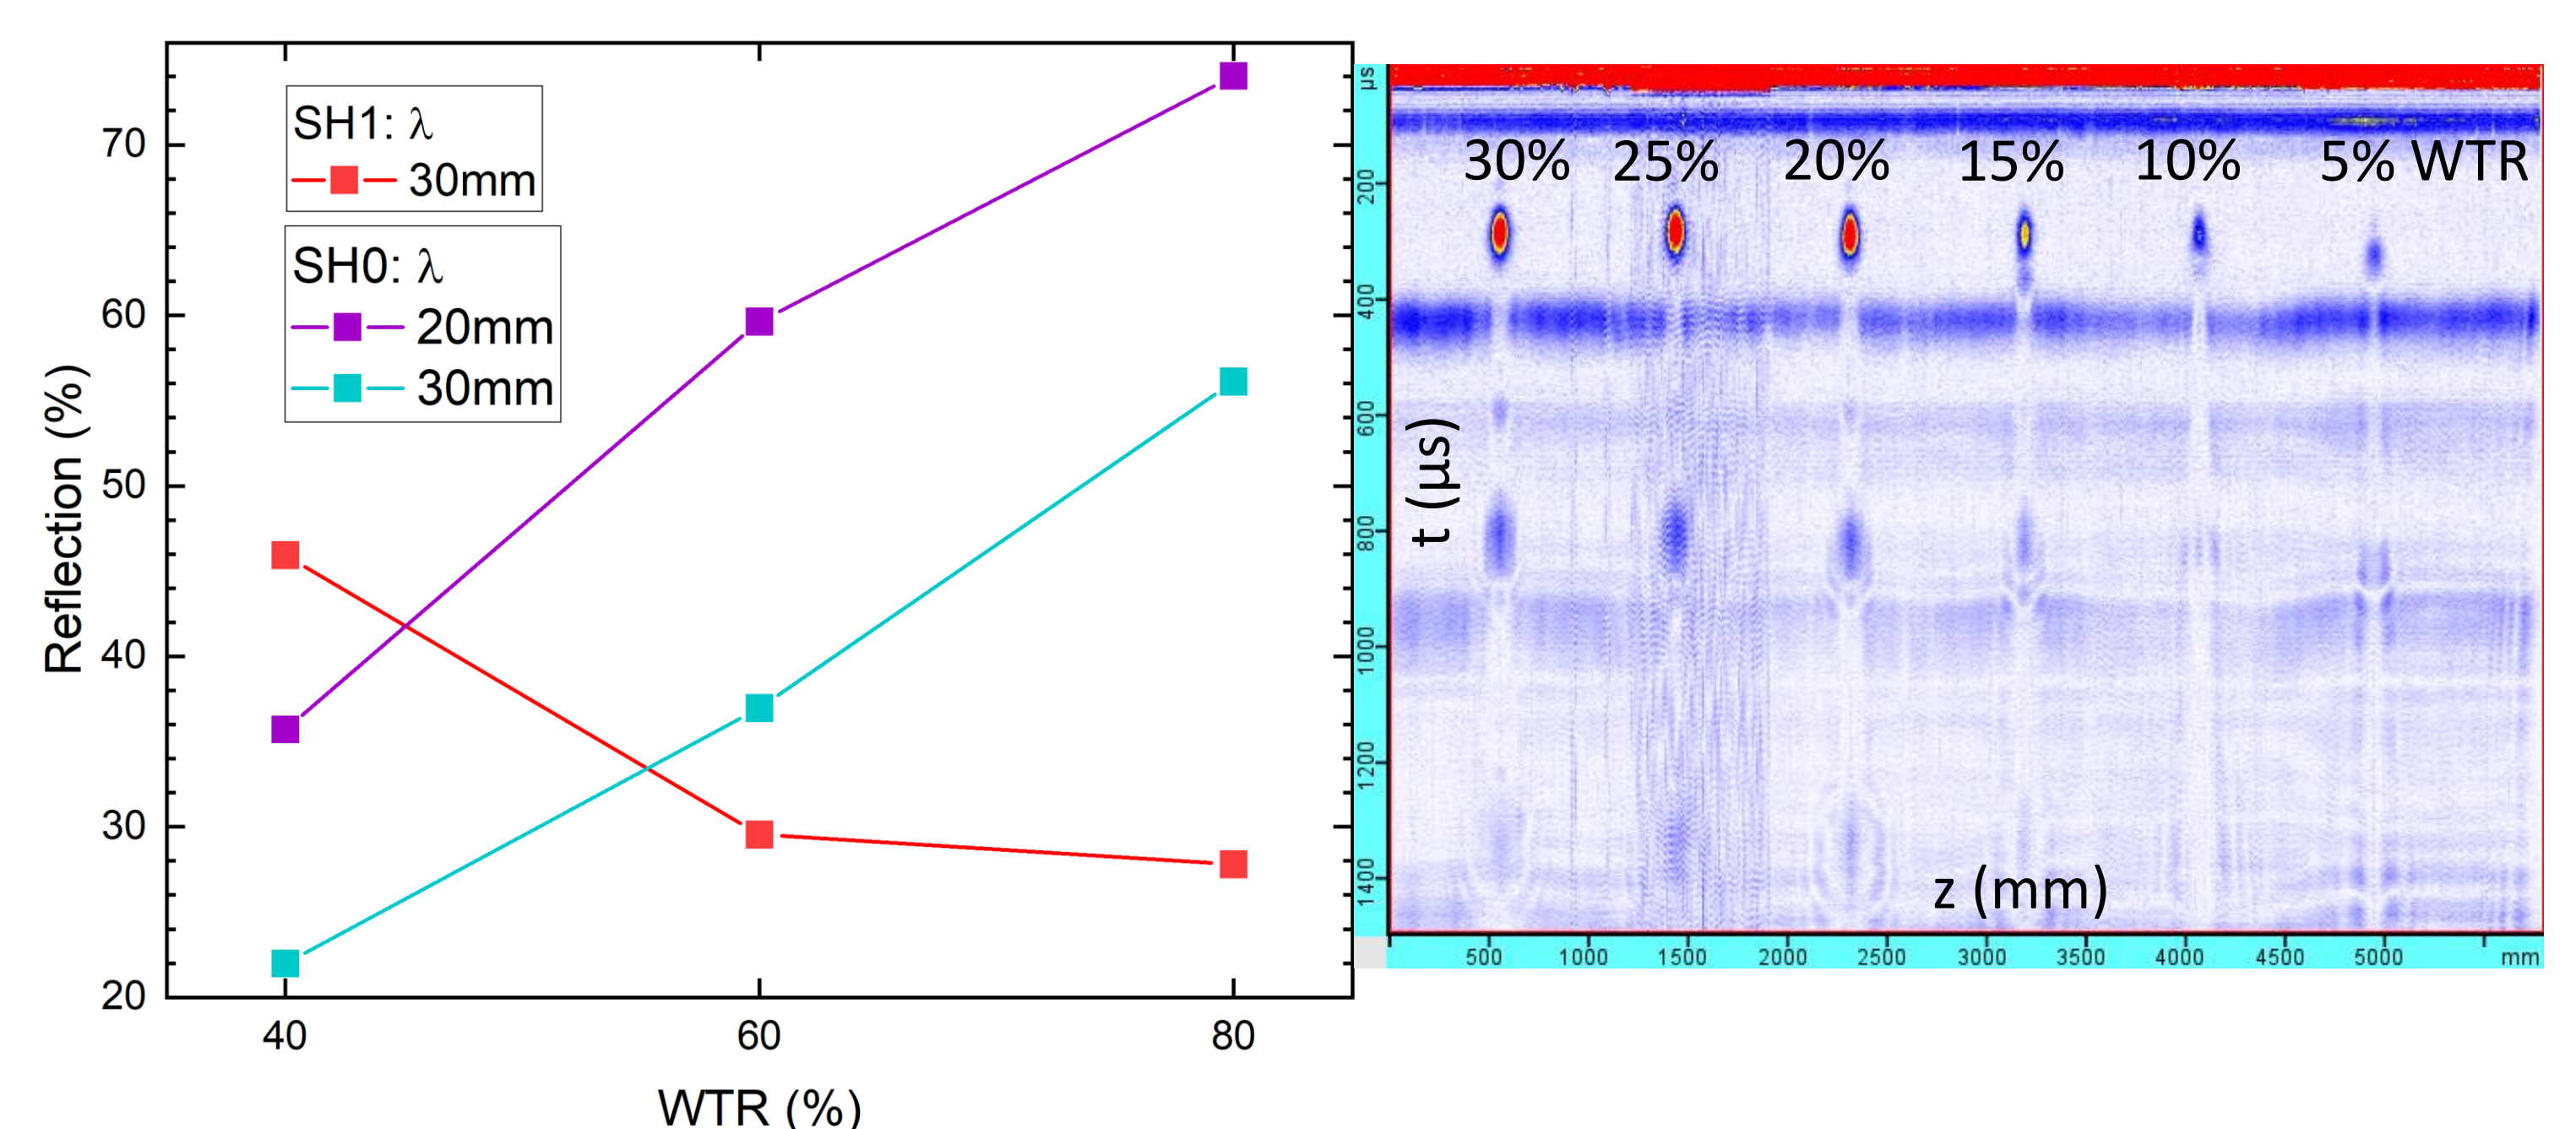 SH1: λ
30mm
SH0: λ
20mm
30mm
Reflection (%)
70
60
50
40
30
20
40 60 80
WTR (%)
30% 25% 20% 15% 10% 5% WTR
µs
200
400
600
800
1000
1200
1400
t (µs)
z (mm)
500 1000 1500 2000 2500 3000 3500 4000 4500 5000 mm